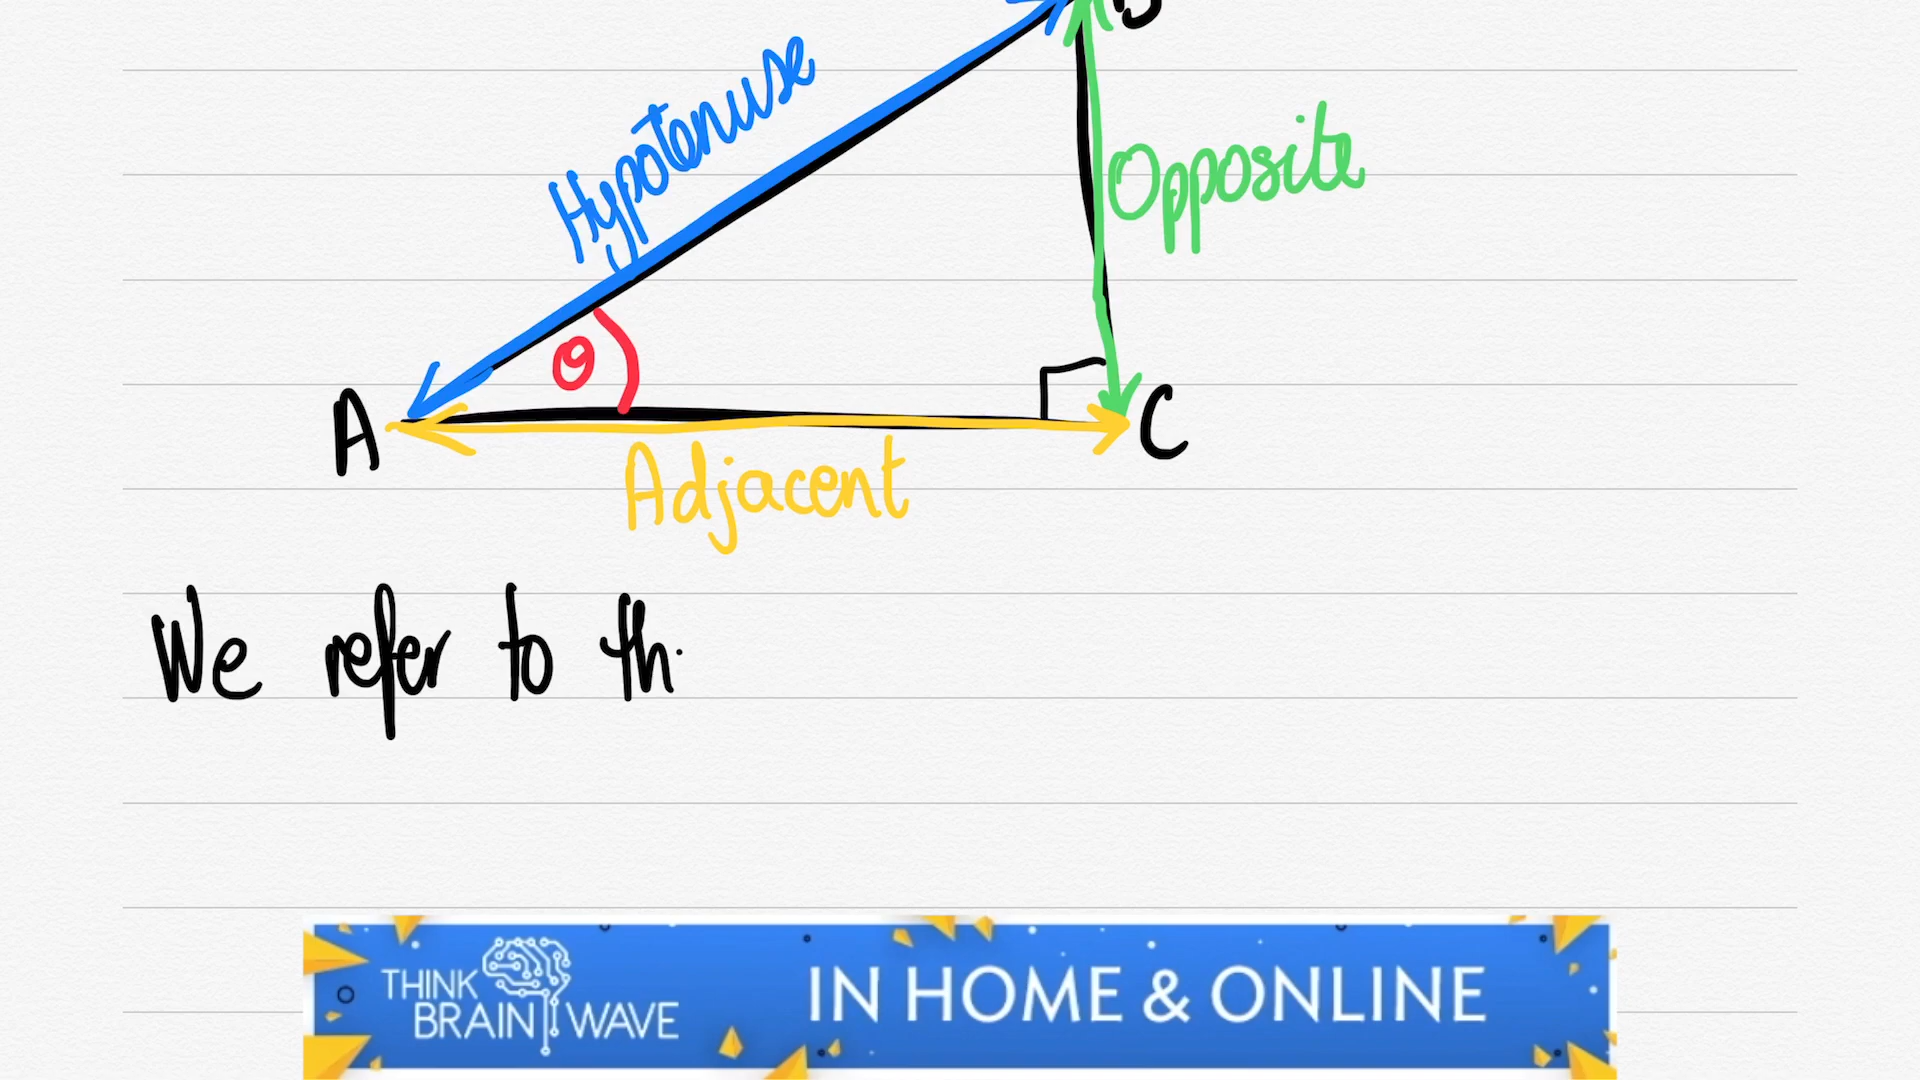 Hypotenuse
Opposite
θ
A
C
Adjacent
We refer to th
THINK
BRAIN WAVE
IN HOME & ONLINE